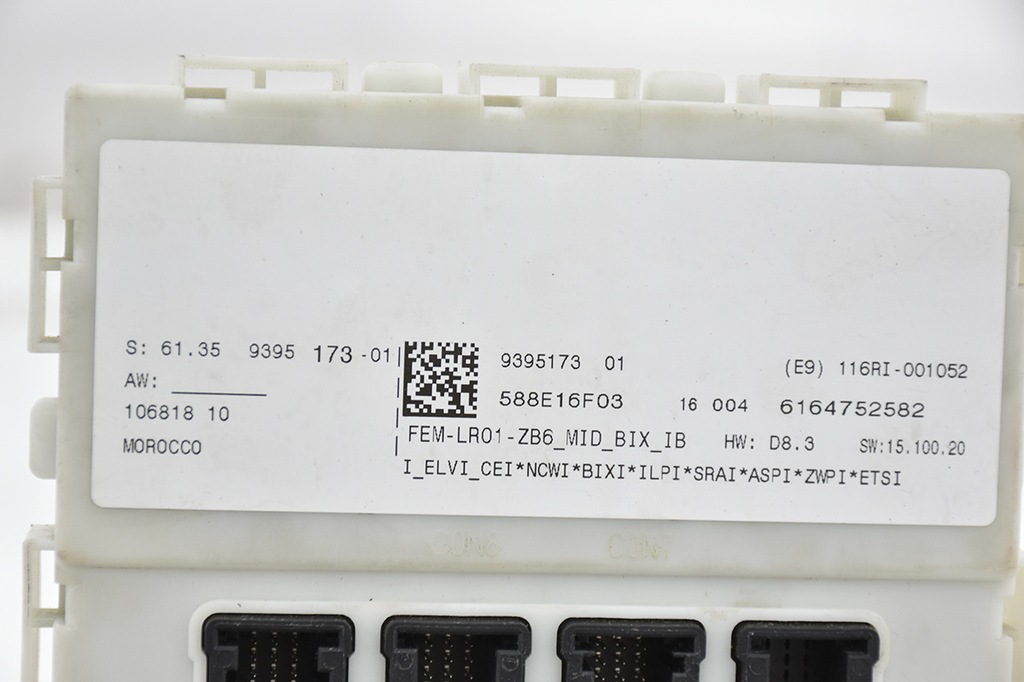 S: 61.35 9395 173 -01
AW:
106818 10
MOROCCO
9395173 01
(E9) 116RI-001052
588E16F03
16 004
6164752582
FEM-LR01-ZB6_MID_BIX_IB
HW: D8.3
SW:15.100.20
I_ELVI_CEI*NCWI*BIXI*ILPI*SRAI*ASPI*ZWPI*ETSI